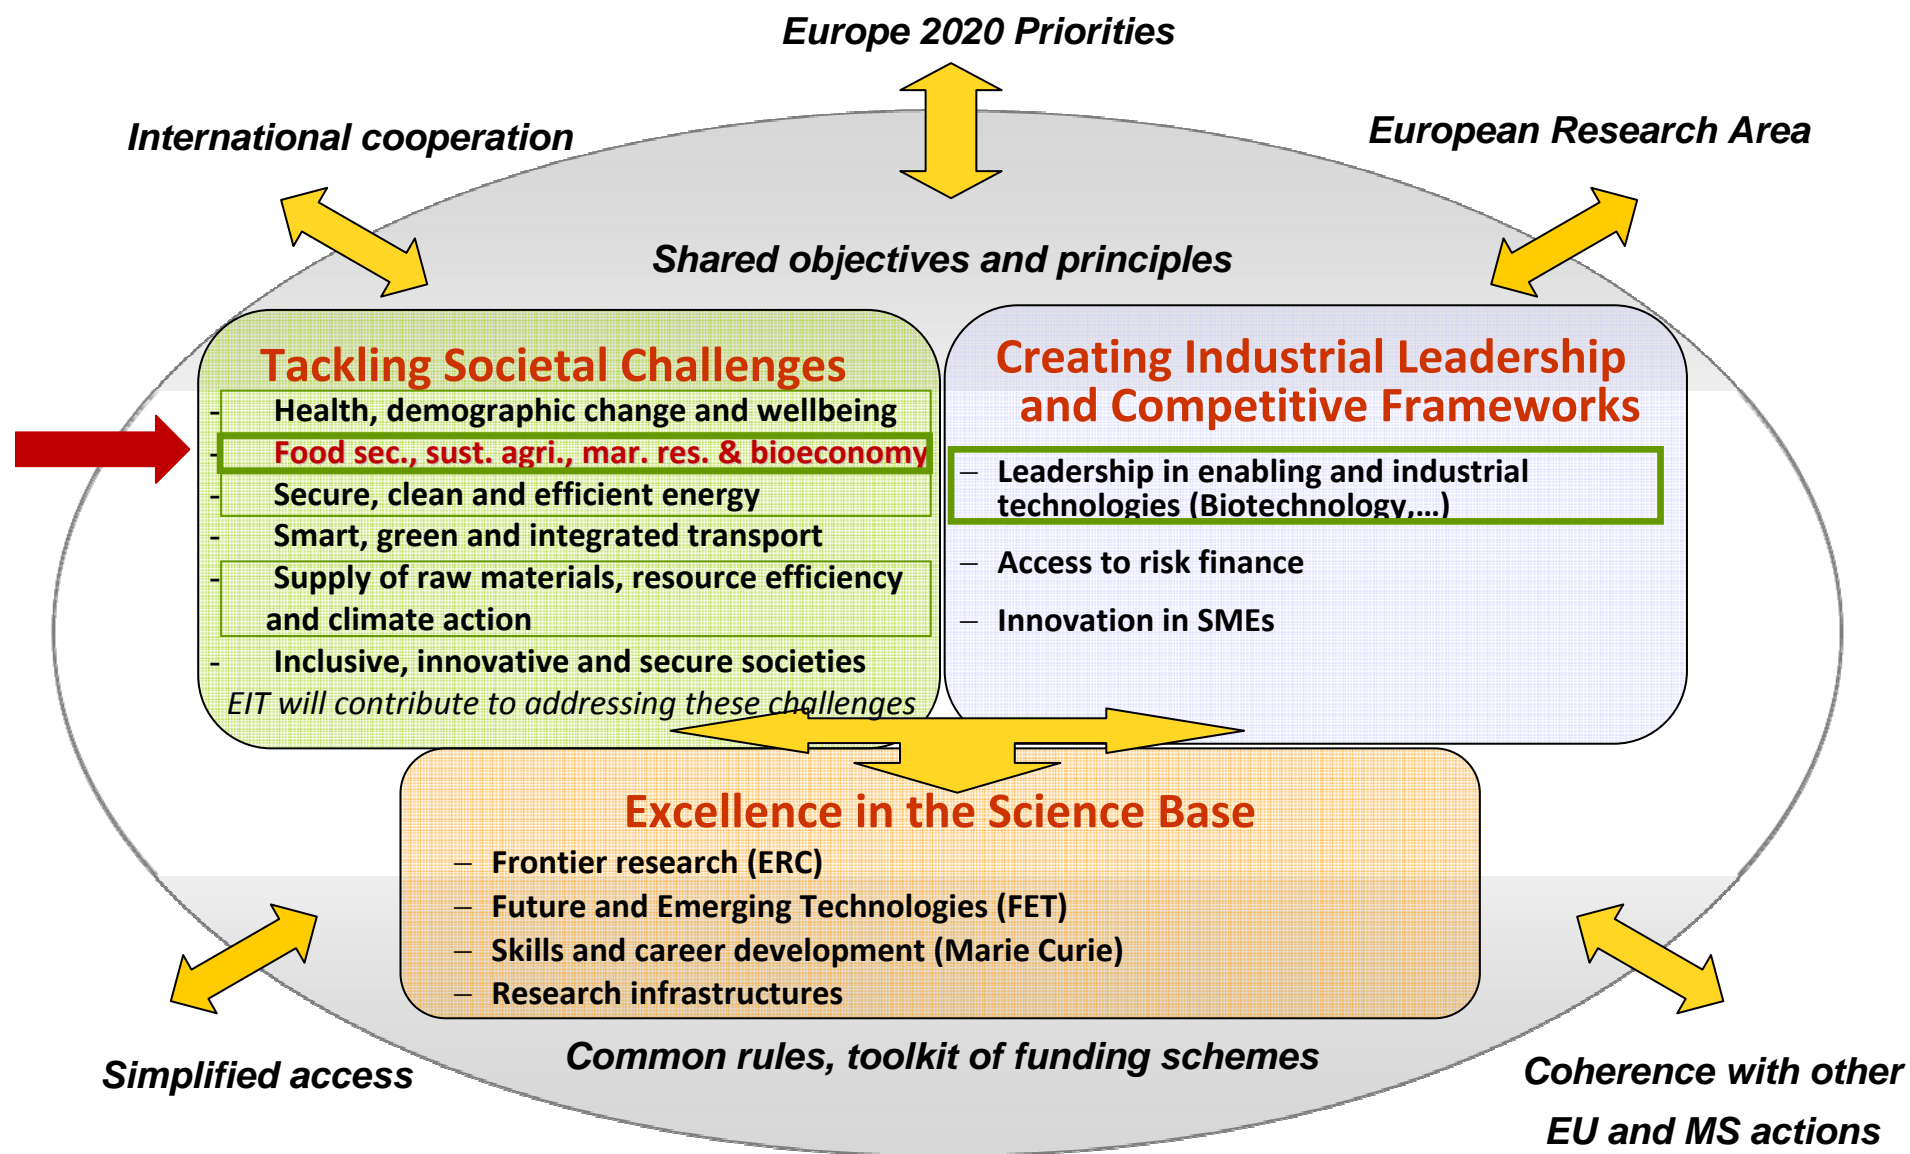 Europe 2020 Priorities
International cooperation
European Research Area
Shared objectives and principles
Tackling Societal Challenges
- Health, demographic change and wellbeing
- Food sec., sust. agri., mar. res. & bioeconomy
- Secure, clean and efficient energy
- Smart, green and integrated transport
- Supply of raw materials, resource efficiency
and climate action
- Inclusive, innovative and secure societies
EIT will contribute to addressing these challenges
Creating Industrial Leadership
and Competitive Frameworks
– Leadership in enabling and industrial
technologies (Biotechnology,...)
– Access to risk finance
– Innovation in SMEs
Excellence in the Science Base
– Frontier research (ERC)
– Future and Emerging Technologies (FET)
– Skills and career development (Marie Curie)
– Research infrastructures
Common rules, toolkit of funding schemes
Simplified access
Coherence with other
EU and MS actions